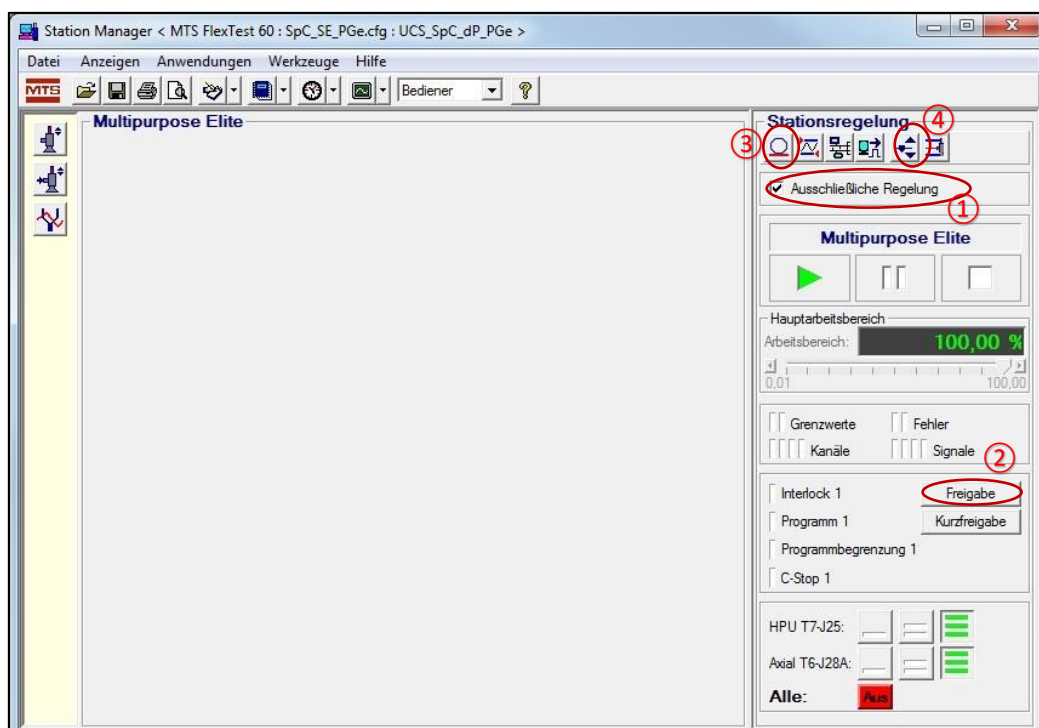 Station Manager < MTS FlexTest 60 : SpC_SE_PGe.cfg : UCS_SpC_dP_PGe >
Datei Anzeigen Anwendungen Werkzeuge Hilfe
MTS Bediener
Multipurpose Elite
Stationsregelung
④
③
Ausschließliche Regelung
①
Multipurpose Elite
Hauptarbeitsbereich
Arbeitsbereich: 100,00 %
0,01 100,00
Grenzwerte Fehler
Kanäle Signale
②
Interlock 1 Freigabe
Programm 1 Kurzfreigabe
Programmbegrenzung 1
C-Stop 1
HPU T7-J25:
Axial T6-J28A:
Alle: Aus